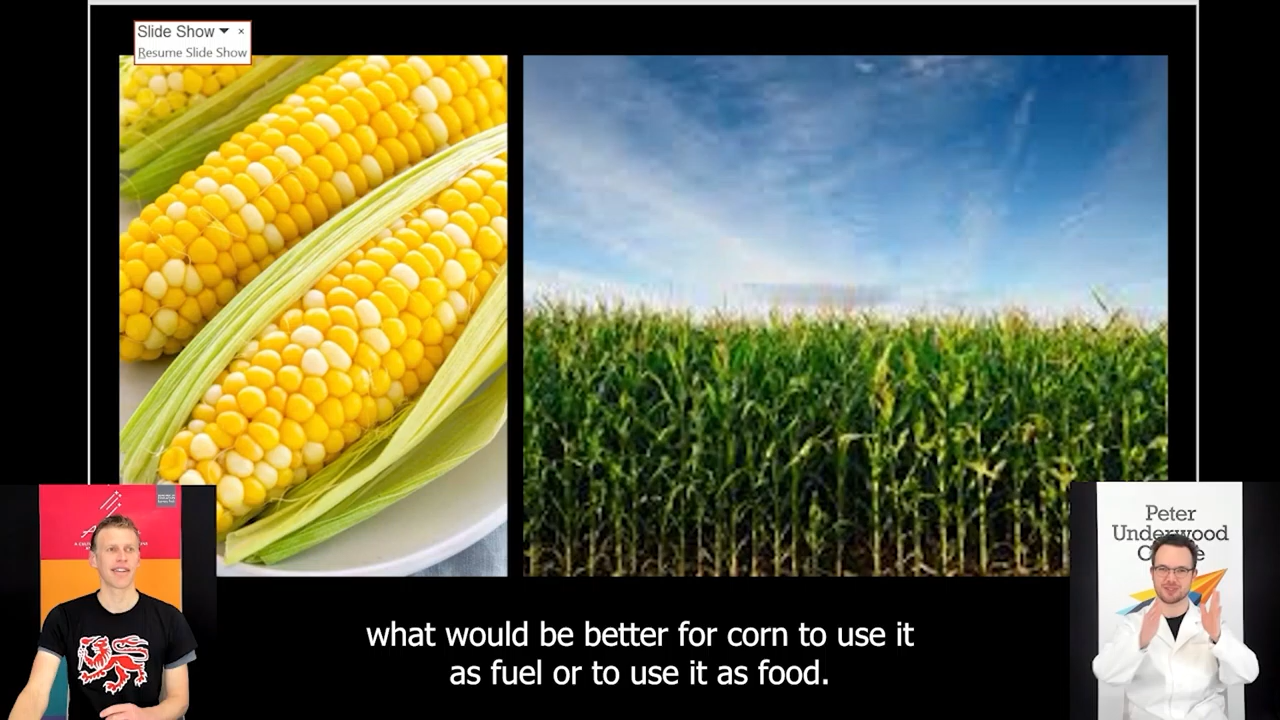 Slide Show
Resume Slide Show
Peter
Underwood
what would be better for corn to use it
as fuel or to use it as food.